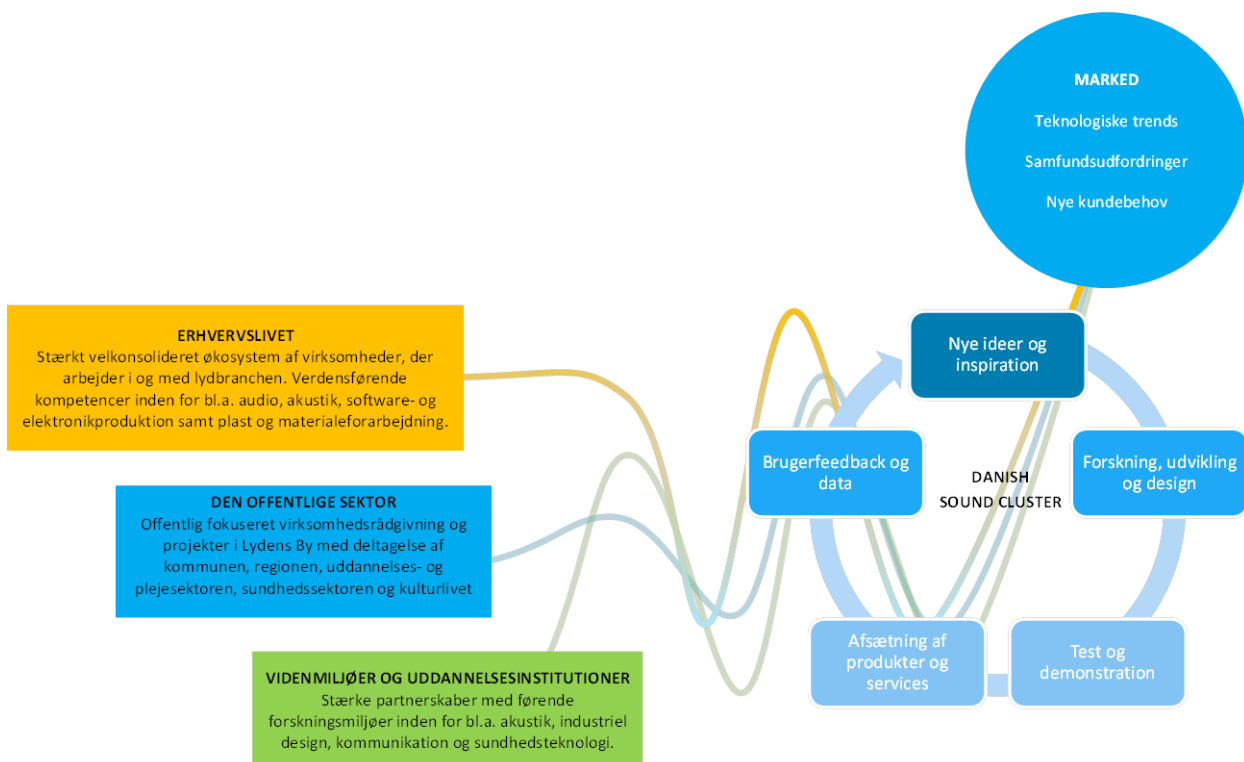 MARKED
Teknologiske trends
Samfundsudfordringer
Nye kundebehov
ERHVERVSLIVET
Stærkt velkonsolideret økosystem af virksomheder, der
arbejder i og med lydbranchen. Verdensførende
kompetencer inden for bl.a. audio, akustik, software- og
elektronikproduktion samt plast og materialeforarbejdning.
DEN OFFENTLIGE SEKTOR
Offentlig fokuseret virksomhedsrådgivning og
projekter i Lydens By med deltagelse af
kommunen, regionen, uddannelses- og
plejesektoren, sundhedssektoren og kulturlivet
VIDENMILJØER OG UDDANNELSESINSTITUTIONER
Stærke partnerskaber med førende
forskningsmiljøer inden for bl.a. akustik, industriel
design, kommunikation og sundhedsteknologi.
Nye ideer og
inspiration
Forskning, udvikling
og design
Test og
demonstration
Afsætning af
produkter og
services
Brugerfeedback og
data
DANISH
SOUND CLUSTER